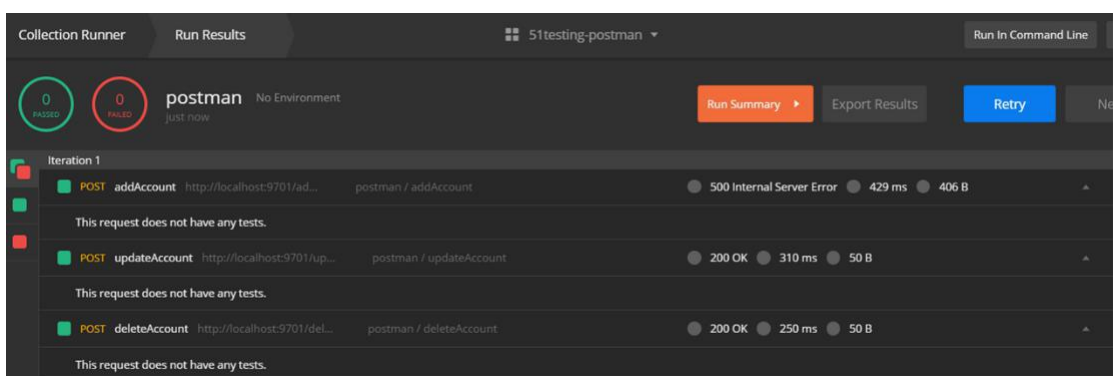 Collection Runner Run Results 51testing-postman Run In Command Line
0 PASSED 0 FAILED postman No Environment Run Summary Export Results Retry Ne
just now
Iteration 1
POST addAccount http://localhost:9701/ad... postman / addAccount 500 Internal Server Error 429 ms 406 B
This request does not have any tests.
POST updateAccount http://localhost:9701/up... postman / updateAccount 200 OK 310 ms 50 B
This request does not have any tests.
POST deleteAccount http://localhost:9701/del... postman / deleteAccount 200 OK 250 ms 50 B
This request does not have any tests.